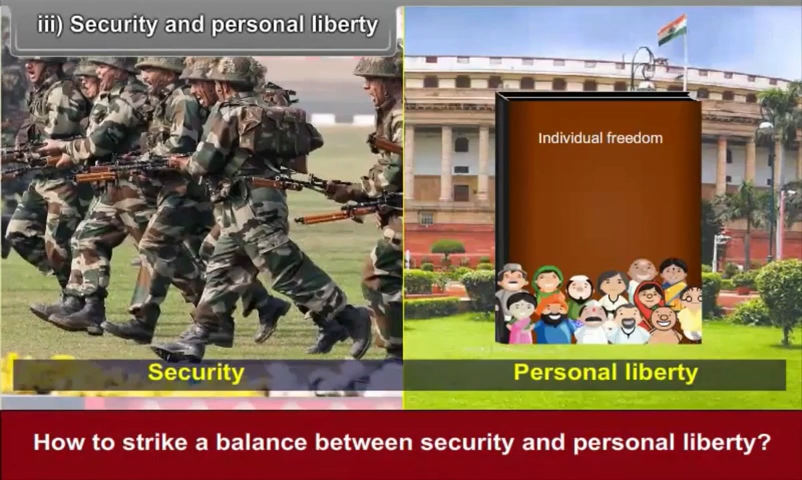 iii) Security and personal liberty
Individual freedom
Security
Personal liberty
How to strike a balance between security and personal liberty?